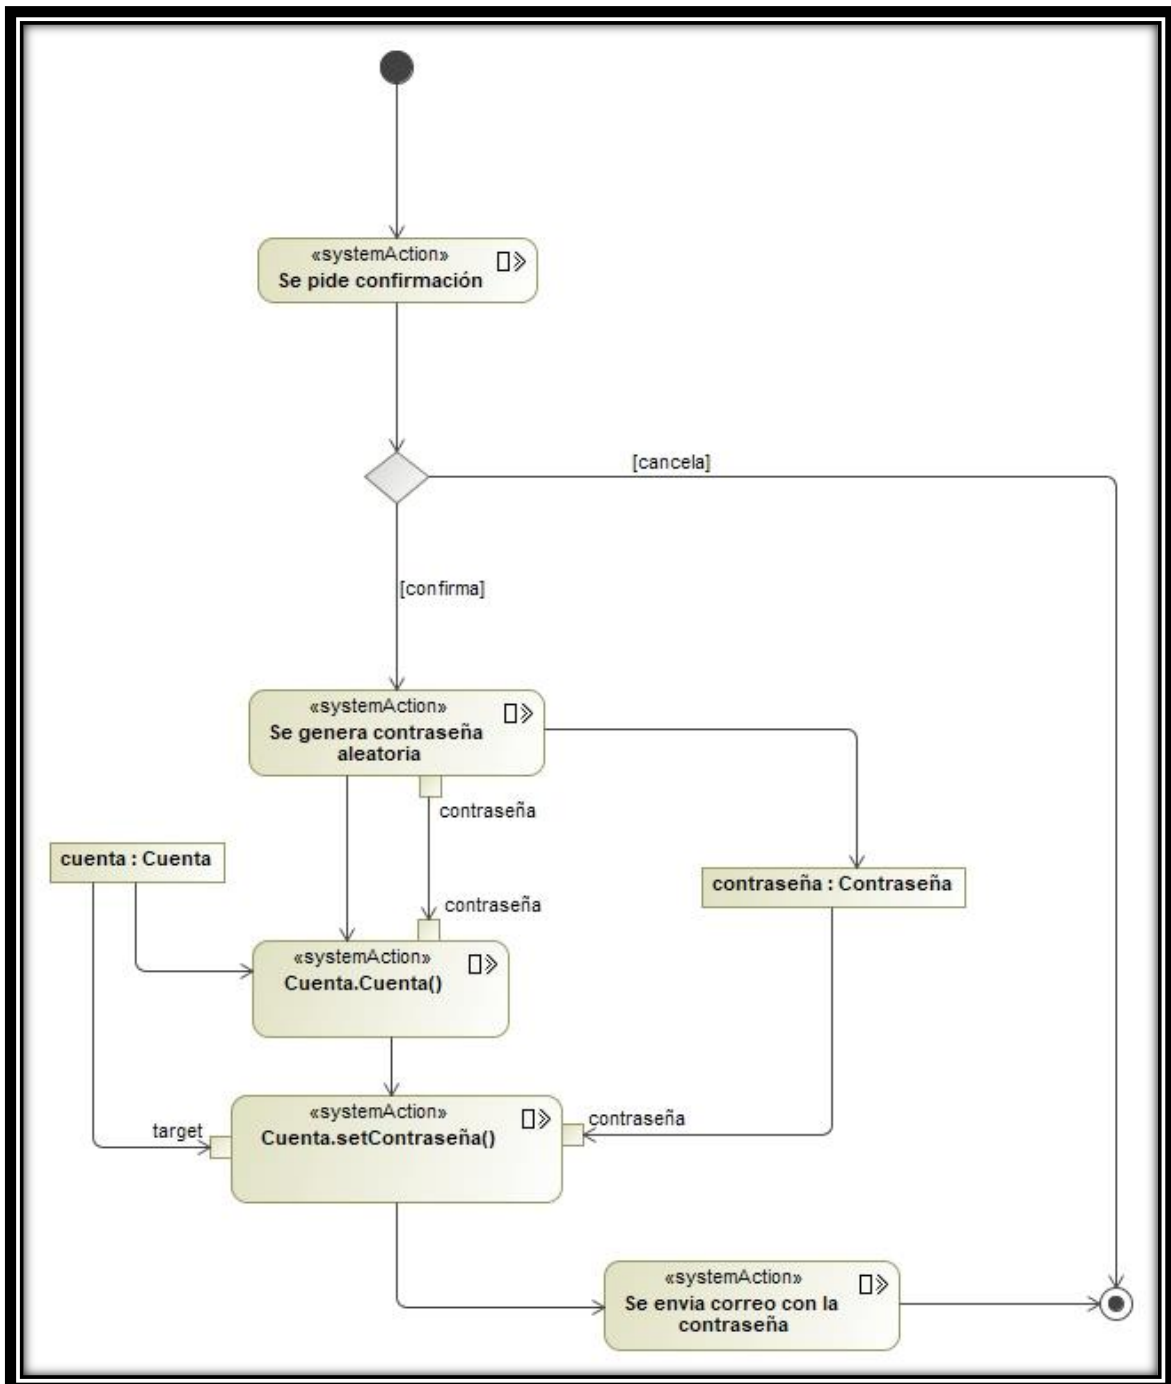 «systemAction»
Se pide confirmación
[cancela]
[confirma]
«systemAction»
Se genera contraseña
aleatoria
contraseña
cuenta : Cuenta
contraseña : Contraseña
contraseña
«systemAction»
Cuenta.Cuenta()
«systemAction»
Cuenta.setContraseña()
contraseña
target
«systemAction»
Se envia correo con la
contraseña